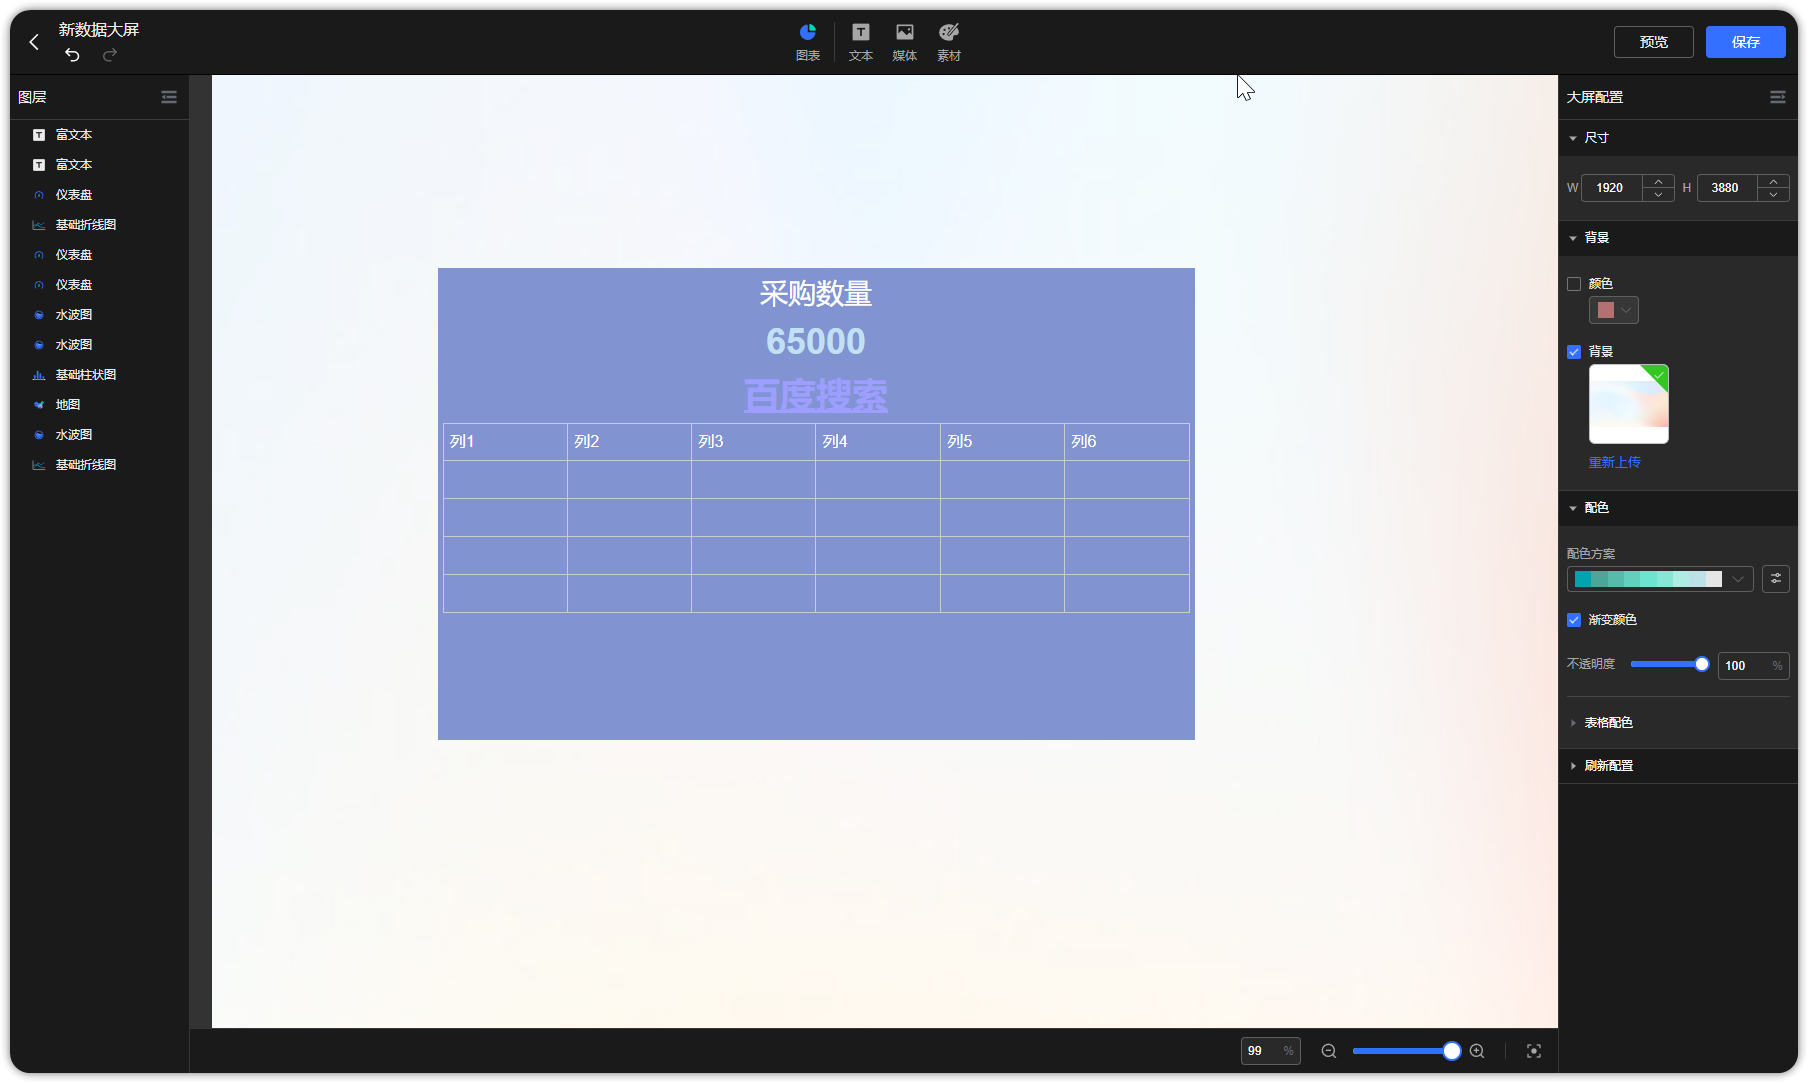 新数据大屏
图表
文本
媒体
素材
预览
保存
图层
富文本
富文本
仪表盘
基础折线图
仪表盘
仪表盘
水波图
水波图
基础柱状图
地图
水波图
基础折线图
采购数量
65000
百度搜索
列1 列2 列3 列4 列5 列6
99 %
大屏配置
尺寸
W 1920 H 3880
背景
颜色
背景
重新上传
配色
配色方案
渐变颜色
不透明度 100 %
表格配色
刷新配置